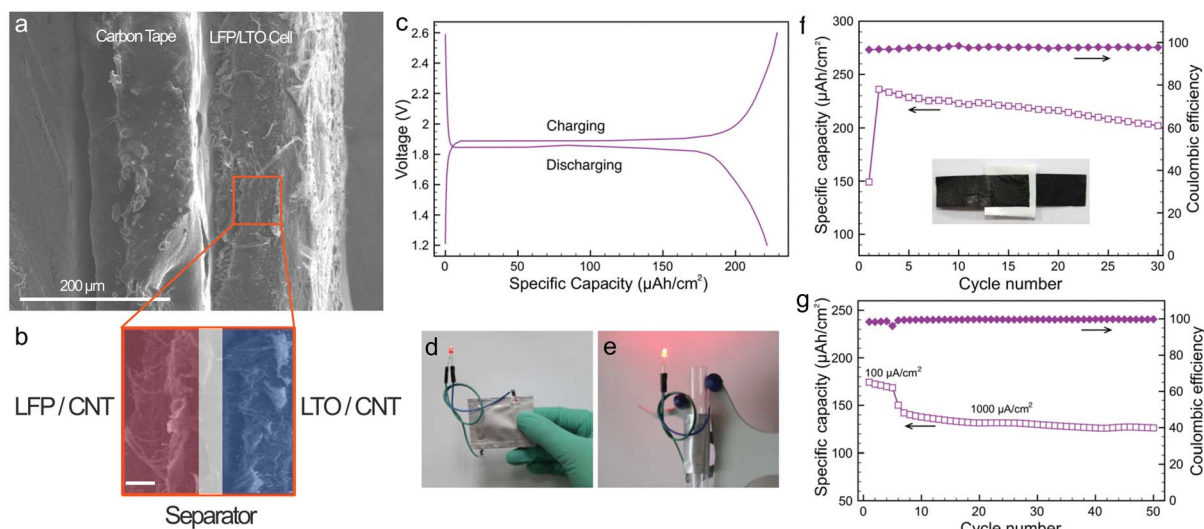 a
Carbon Tape
LFP/LTO Cell
200 µm
b
LFP / CNT
LTO / CNT
Separator
c
2.6
2.4
2.2
2.0
1.8
1.6
1.4
1.2
Voltage (V)
Charging
Discharging
0
50
100
150
200
Specific Capacity (µAh/cm²)
d
e
f
300
250
200
150
100
Specific capacity (µAh/cm²)
100
80
60
40
20
0
Coulombic efficiency
0
5
10
15
20
25
30
Cycle number
g
250
200
150
100
50
Specific capacity (µAh/cm²)
100 µA/cm²
1000 µA/cm²
100
80
60
40
20
0
Coulombic efficiency
0
10
20
30
40
50
Cycle number